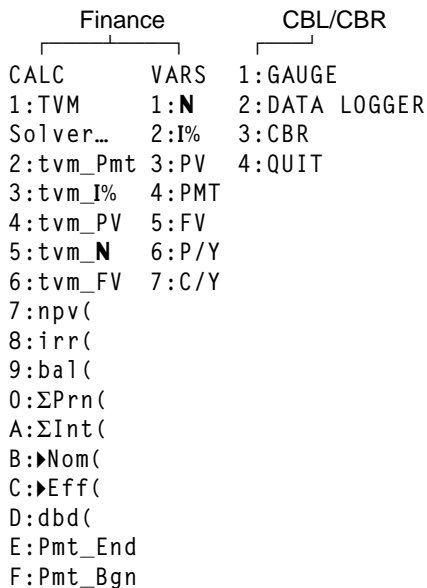 Finance CBL/CBR
CALC VARS 1:GAUGE
1:TVM 1:N 2:DATA LOGGER
Solver… 2:I% 3:CBR
2:tvm_Pmt 3:PV 4:QUIT
3:tvm_I% 4:PMT
4:tvm_PV 5:FV
5:tvm_N 6:P/Y
6:tvm_FV 7:C/Y
7:npv(
8:irr(
9:bal(
0:ΣPrn(
A:ΣInt(
B:▶Nom(
C:▶Eff(
D:dbd(
E:Pmt_End
F:Pmt_Bgn